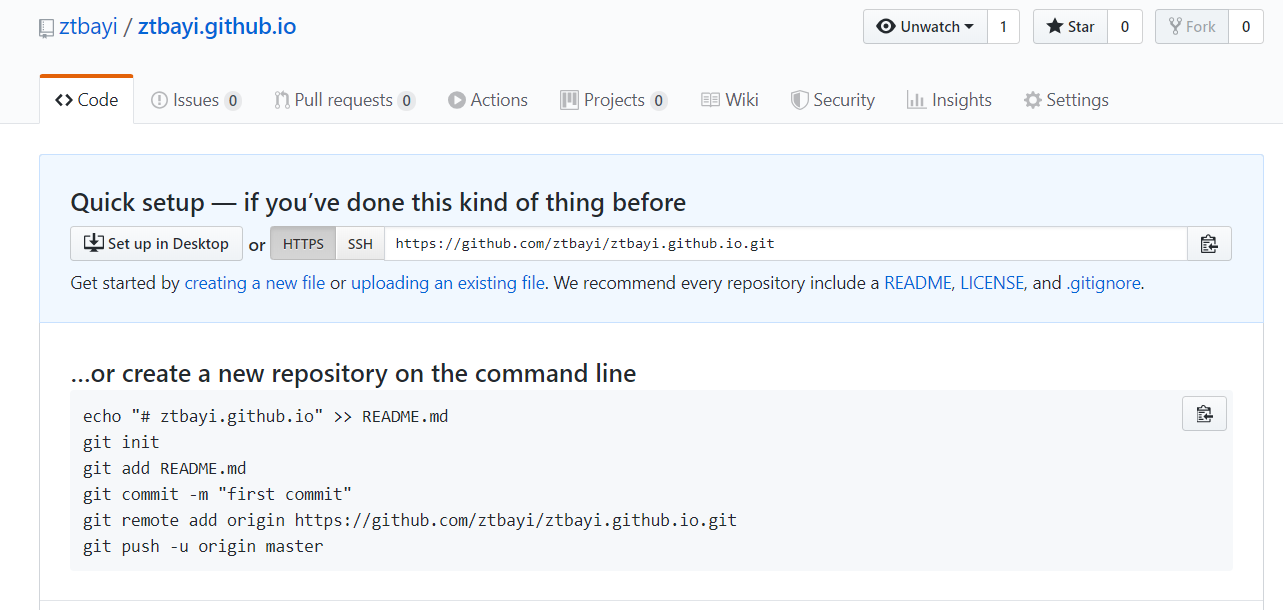 ztbayi / ztbayi.github.io
Unwatch 1 Star 0 Fork 0
Code Issues 0 Pull requests 0 Actions Projects 0 Wiki Security Insights Settings
Quick setup — if you’ve done this kind of thing before
Set up in Desktop or HTTPS SSH https://github.com/ztbayi/ztbayi.github.io.git
Get started by creating a new file or uploading an existing file. We recommend every repository include a README, LICENSE, and .gitignore.
…or create a new repository on the command line
echo "# ztbayi.github.io" >> README.md
git init
git add README.md
git commit -m "first commit"
git remote add origin https://github.com/ztbayi/ztbayi.github.io.git
git push -u origin master